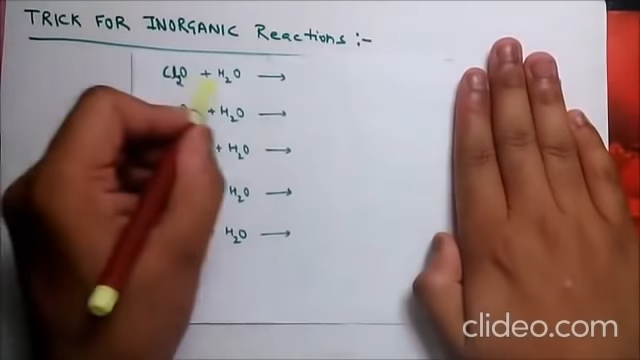 TRICK FOR INORGANIC Reactions :-
Cl₂O + H₂O →
+ H₂O →
+ H₂O →
H₂O →
H₂O →
clideo.com